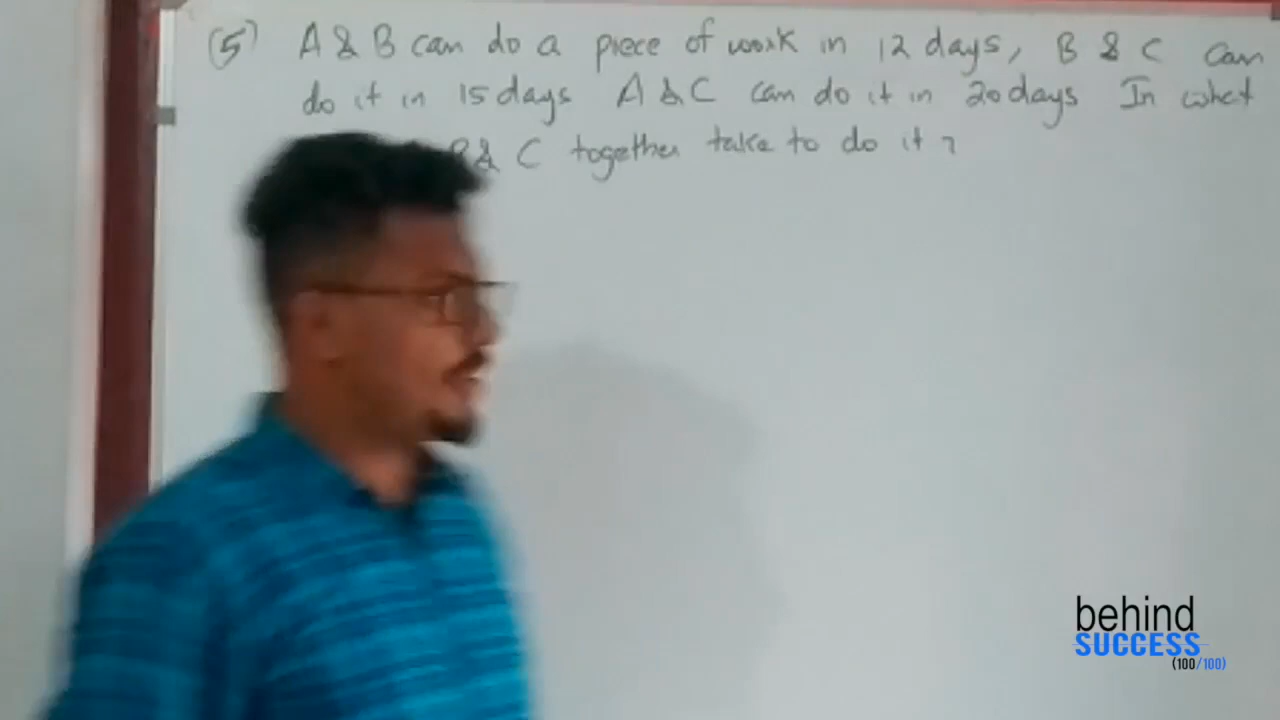 (5) A & B can do a piece of work in 12 days, B & C can
do it in 15 days A & C can do it in 20 days In what
B & C together take to do it ?
behind
SUCCESS
(100/100)